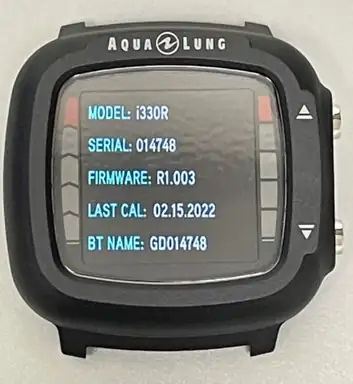 AQUA LUNG
MODEL: i330R
SERIAL: 014748
FIRMWARE: R1.003
LAST CAL: 02.15.2022
BT NAME: GD014748